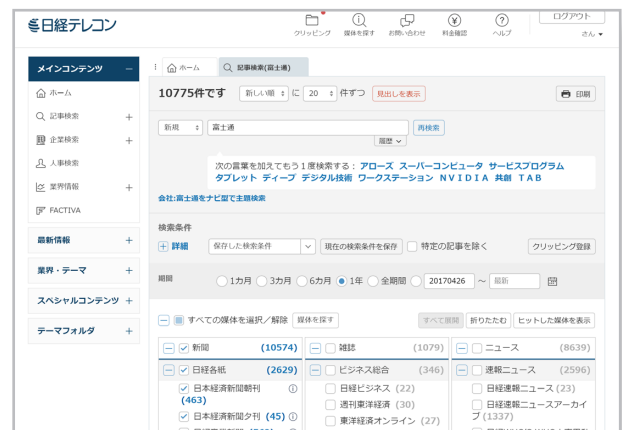 日経テレコン
クリッピング 媒体を探す お問い合わせ 料金確認 ヘルプ ログアウト
さん ▼
メインコンテンツ −
ホーム
記事検索 +
企業検索 +
人事検索
業界情報 +
FACTIVA
最新情報 +
業界・テーマ +
スペシャルコンテンツ +
テーマフォルダ +
ホーム 記事検索(富士通)
10775件です 新しい順 に 20 件ずつ 見出しを表示 印刷
新規 富士通 再検索
履歴
次の言葉を加えてもう1度検索する: アローズ スーパーコンピュータ サービスプログラム
タブレット ディープ デジタル技術 ワークステーション NVIDIA 共創 TAB
会社:富士通をナビ型で主題検索
検索条件
詳細 保存した検索条件 現在の検索条件を保存 特定の記事を除く クリッピング登録
期間 1カ月 3カ月 6カ月 1年 全期間 20170426 ～ 最新
すべての媒体を選択／解除 媒体を探す すべて展開 折りたたむ ヒットした媒体を表示
新聞 (10574) 雑誌 (1079) ニュース (8639)
日経各紙 (2629) ビジネス総合 (346) 速報ニュース (2596)
日本経済新聞朝刊 (463) 日経ビジネス (22) 日経速報ニュース (23)
日本経済新聞夕刊 (45) 週刊東洋経済 (30) 日経速報ニュースアーカイブ (1337)
東洋経済オンライン (27)